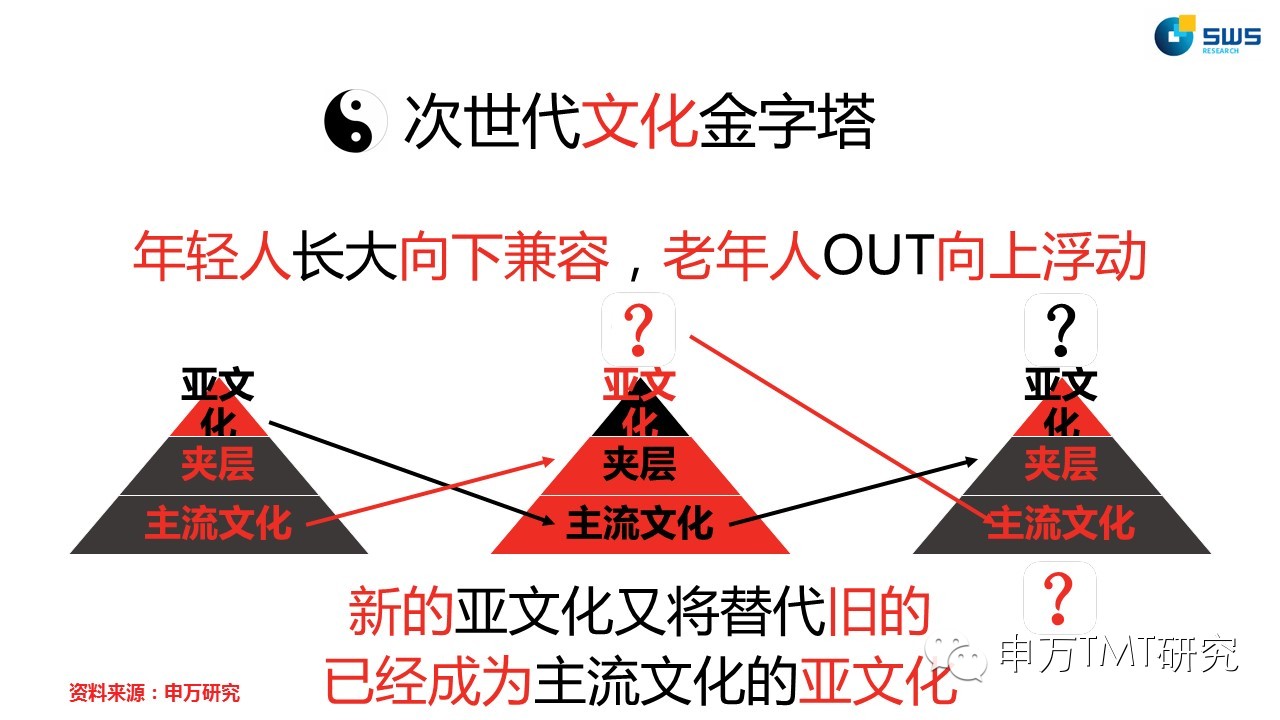 SWS
RESEARCH
次世代文化金字塔
年轻人长大向下兼容，老年人OUT向上浮动
? ?
亚文 亚文 亚文
化 化 化
夹层 夹层 夹层
主流文化 主流文化 主流文化
?
新的亚文化又将替代旧的
已经成为主流文化的亚文化
申万TMT研究
资料来源：申万研究